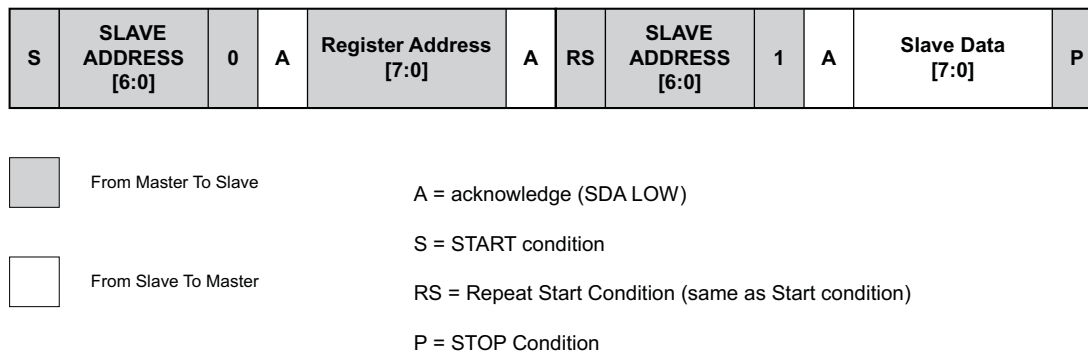 S SLAVE ADDRESS [6:0] 0 A Register Address [7:0] A RS SLAVE ADDRESS [6:0] 1 A Slave Data [7:0] P
From Master To Slave
A = acknowledge (SDA LOW)
S = START condition
From Slave To Master
RS = Repeat Start Condition (same as Start condition)
P = STOP Condition